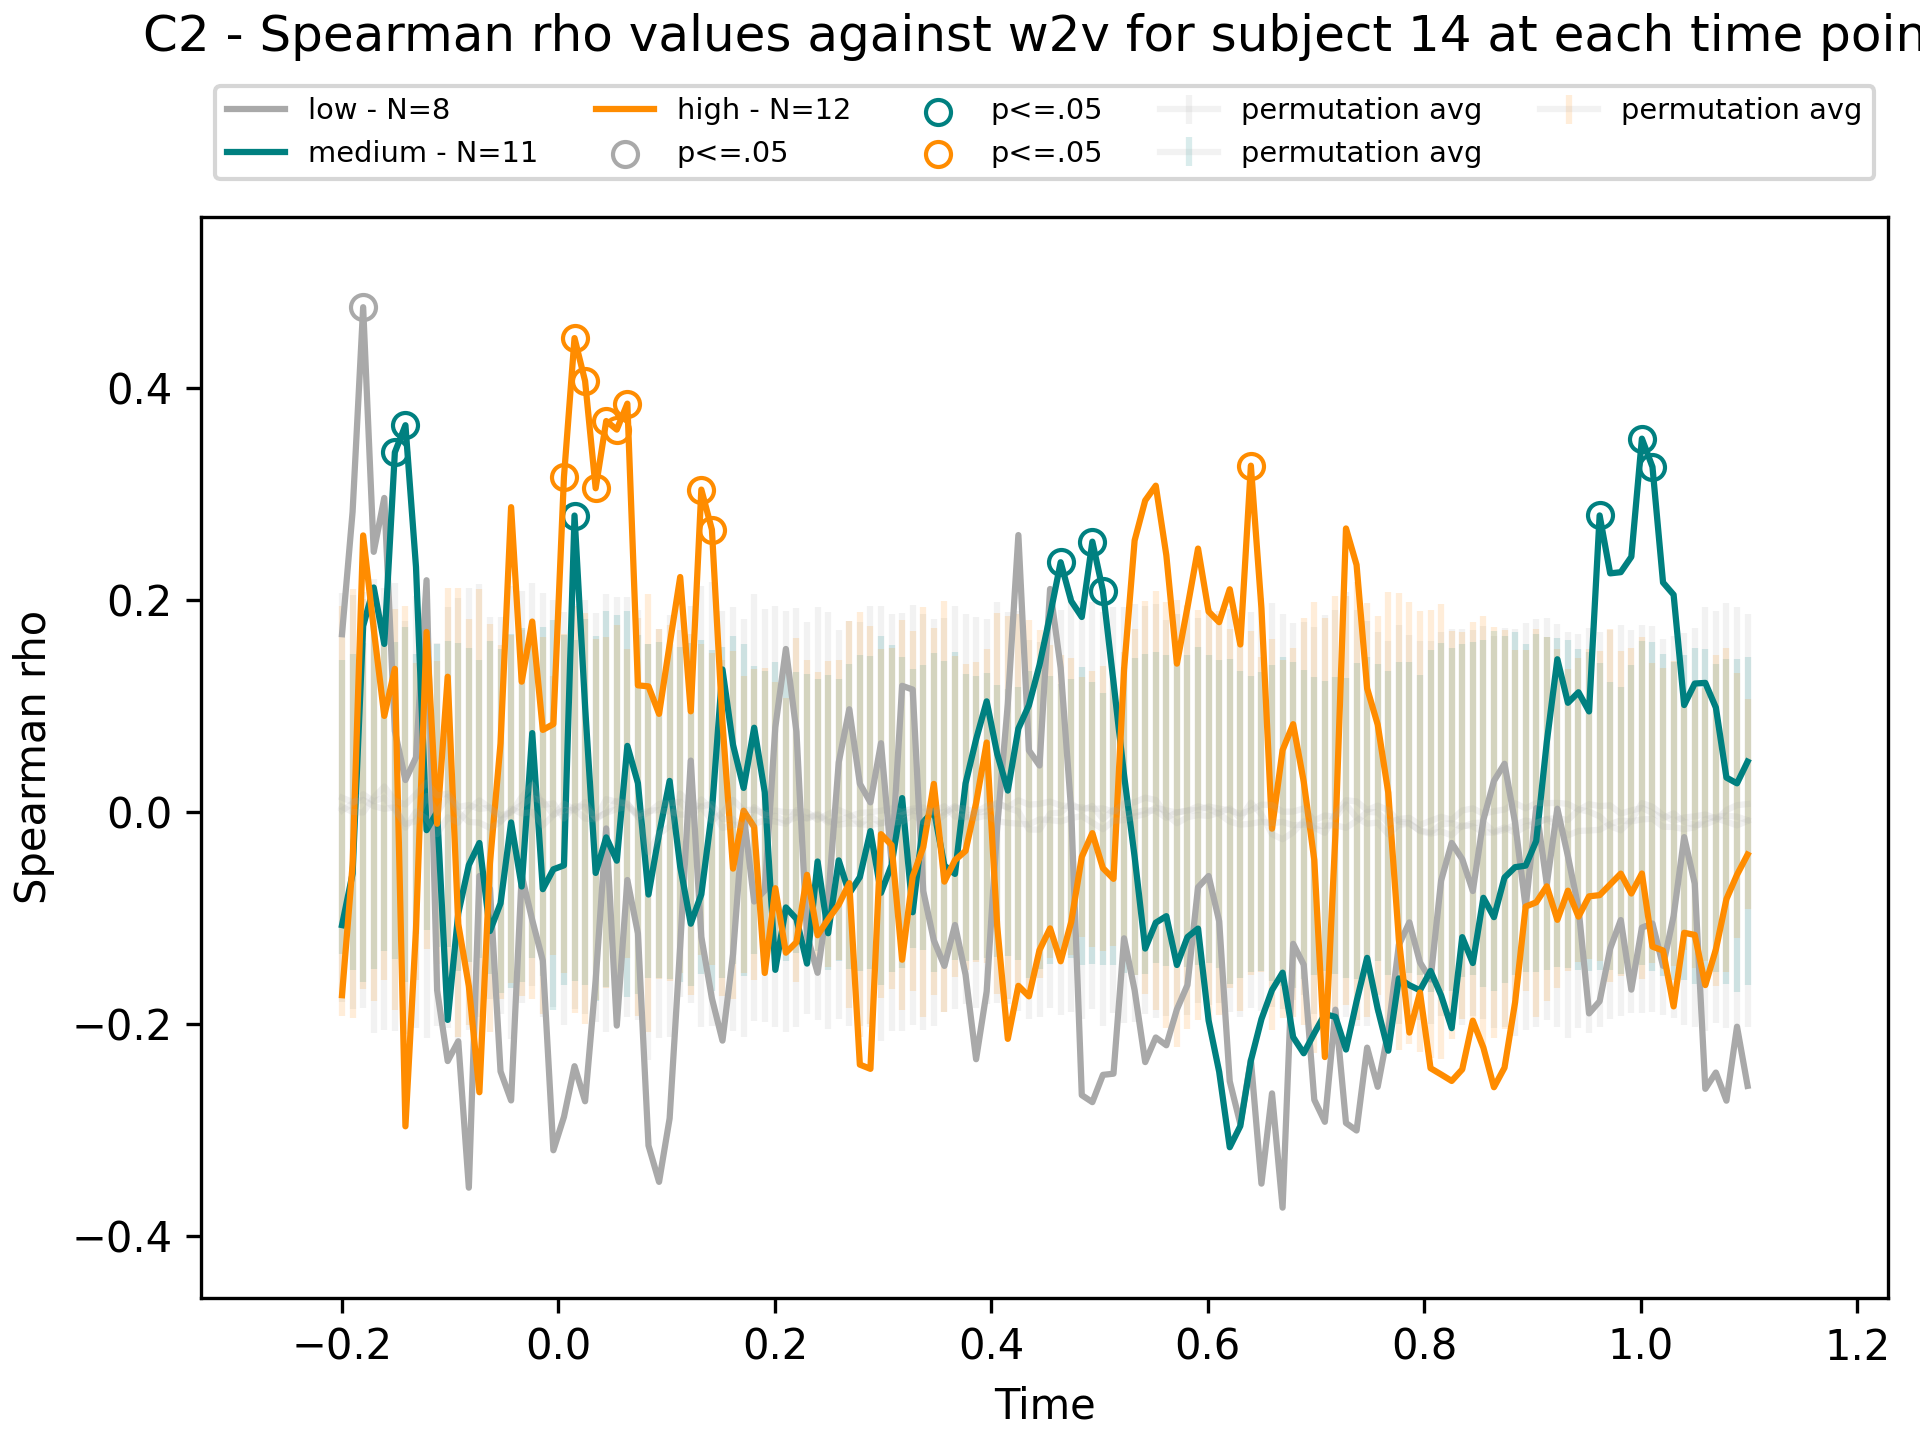 C2 - Spearman rho values against w2v for subject 14 at each time poin
low - N=8
medium - N=11
high - N=12
p<=.05
p<=.05
p<=.05
permutation avg
permutation avg
permutation avg
Spearman rho
0.4
0.2
0.0
−0.2
−0.4
−0.2 0.0 0.2 0.4 0.6 0.8 1.0 1.2
Time